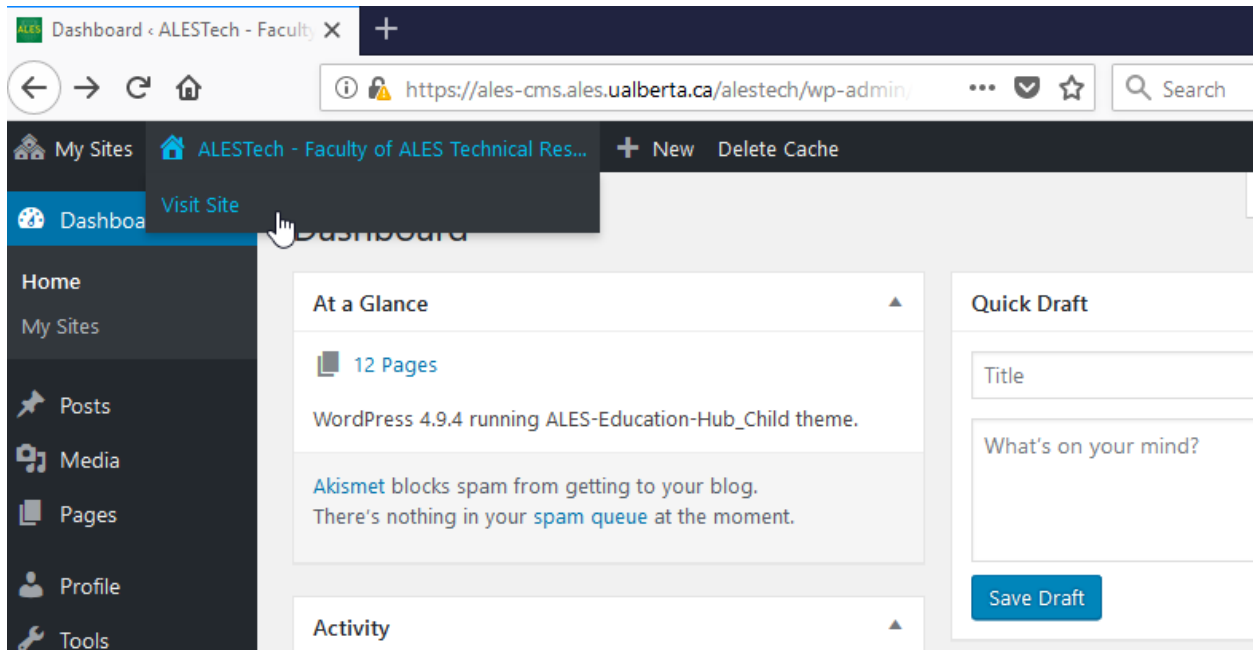 ALES Dashboard ‹ ALESTech - Faculty
https://ales-cms.ales.ualberta.ca/alestech/wp-admin/
Search
My Sites
ALESTech - Faculty of ALES Technical Res...
New
Delete Cache
Visit Site
Dashboa
Dashboard
Home
My Sites
Posts
Media
Pages
Profile
Tools
At a Glance
12 Pages
WordPress 4.9.4 running ALES-Education-Hub_Child theme.
Akismet blocks spam from getting to your blog.
There's nothing in your spam queue at the moment.
Activity
Quick Draft
Title
What's on your mind?
Save Draft